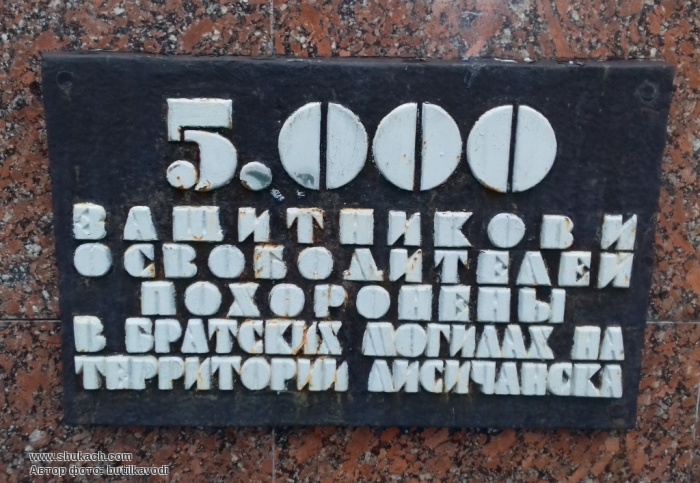 5.000
ЗАЩИТНИКОВ И
ОСВОБОДИТЕЛЕЙ
ПОХОРОНЕНЫ
В БРАТСКИХ МОГИЛАХ НА
ТЕРРИТОРИИ ЛИСИЧАНСКА
www.shukach.com
Автор фото: butilkavodi